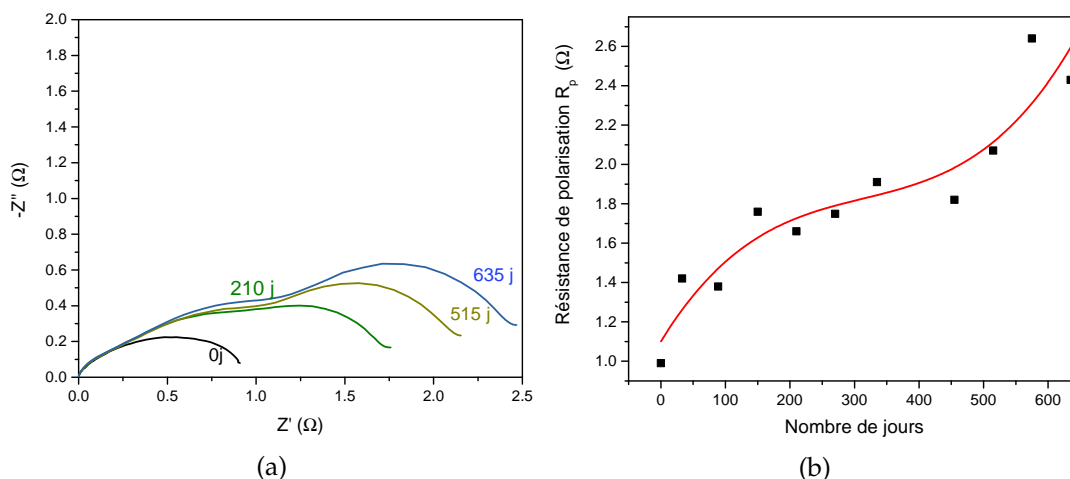 2.0
1.8
1.6
1.4
1.2
1.0
0.8
0.6
0.4
0.2
0.0
-Z'' (Ω)
210 j
635 j
515 j
0j
0.0 0.5 1.0 1.5 2.0 2.5
Z' (Ω)
(a)
2.6
2.4
2.2
2.0
1.8
1.6
1.4
1.2
1.0
Résistance de polarisation Rp (Ω)
0 100 200 300 400 500 600
Nombre de jours
(b)